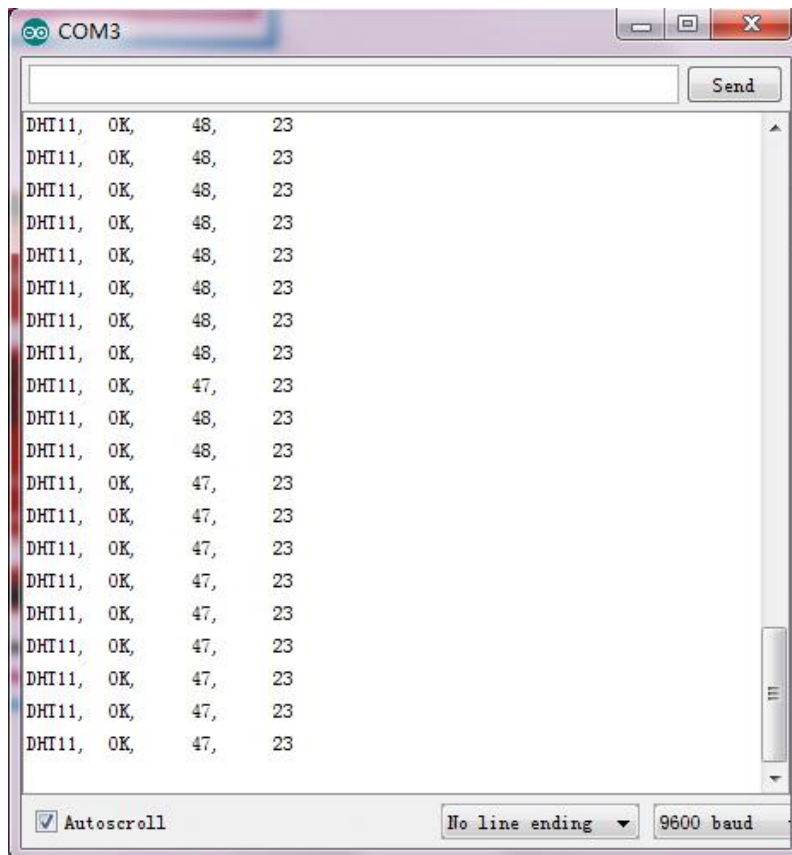 COM3
Send
DHT11, OK, 48, 23
DHT11, OK, 48, 23
DHT11, OK, 48, 23
DHT11, OK, 48, 23
DHT11, OK, 48, 23
DHT11, OK, 48, 23
DHT11, OK, 48, 23
DHT11, OK, 48, 23
DHT11, OK, 47, 23
DHT11, OK, 48, 23
DHT11, OK, 48, 23
DHT11, OK, 47, 23
DHT11, OK, 47, 23
DHT11, OK, 47, 23
DHT11, OK, 47, 23
DHT11, OK, 47, 23
DHT11, OK, 47, 23
DHT11, OK, 47, 23
DHT11, OK, 47, 23
DHT11, OK, 47, 23
Autoscroll No line ending 9600 baud